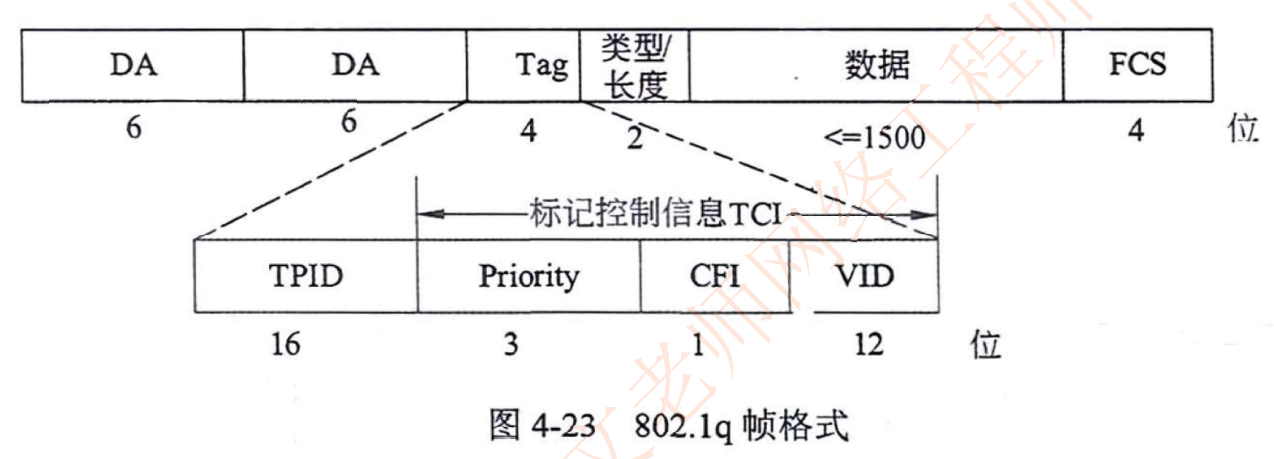 DA DA Tag 类型/长度 数据 FCS
6 6 4 2 <=1500 4 位
标记控制信息TCI
TPID Priority CFI VID
16 3 1 12 位
图 4-23 802.1q 帧格式
文老师网络工程师